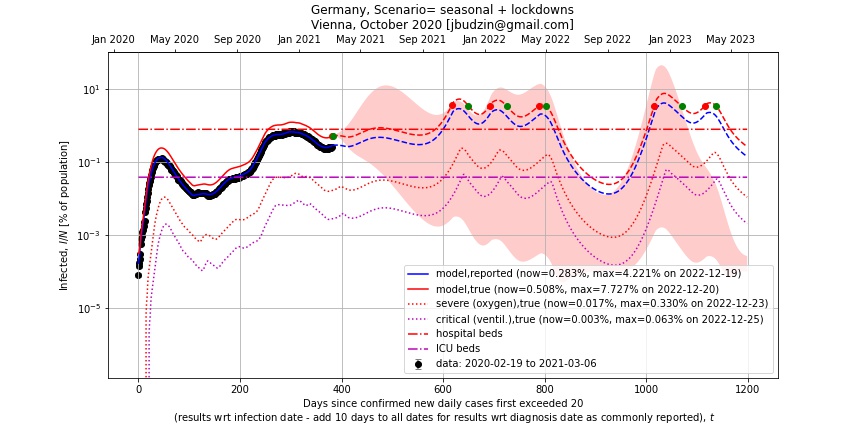 Germany, Scenario= seasonal + lockdowns
Vienna, October 2020 [jbudzin@gmail.com]
Jan 2020 May 2020 Sep 2020 Jan 2021 May 2021 Sep 2021 Jan 2022 May 2022 Sep 2022 Jan 2023 May 2023
Infected, I/N [% of population]
10¹
10⁻¹
10⁻³
10⁻⁵
model,reported (now=0.283%, max=4.221% on 2022-12-19)
model,true (now=0.508%, max=7.727% on 2022-12-20)
severe (oxygen),true (now=0.017%, max=0.330% on 2022-12-23)
critical (ventil.),true (now=0.003%, max=0.063% on 2022-12-25)
hospital beds
ICU beds
data: 2020-02-19 to 2021-03-06
0 200 400 600 800 1000 1200
Days since confirmed new daily cases first exceeded 20
(results wrt infection date - add 10 days to all dates for results wrt diagnosis date as commonly reported), t